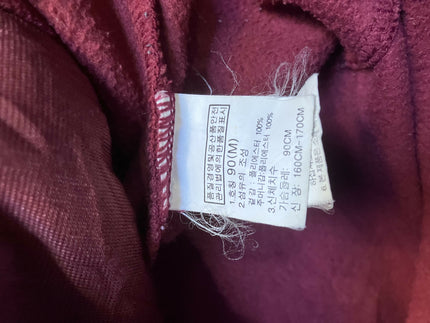 품질경영및공산품안전
관리법에의한품질표시
1.호칭 90(M)
2.섬유의 조성
겉감 : 폴리에스터 100%
주머니감:폴리에스터 100%
3.신체치수
가슴둘레: 90CM
신 장: 160CM-170CM